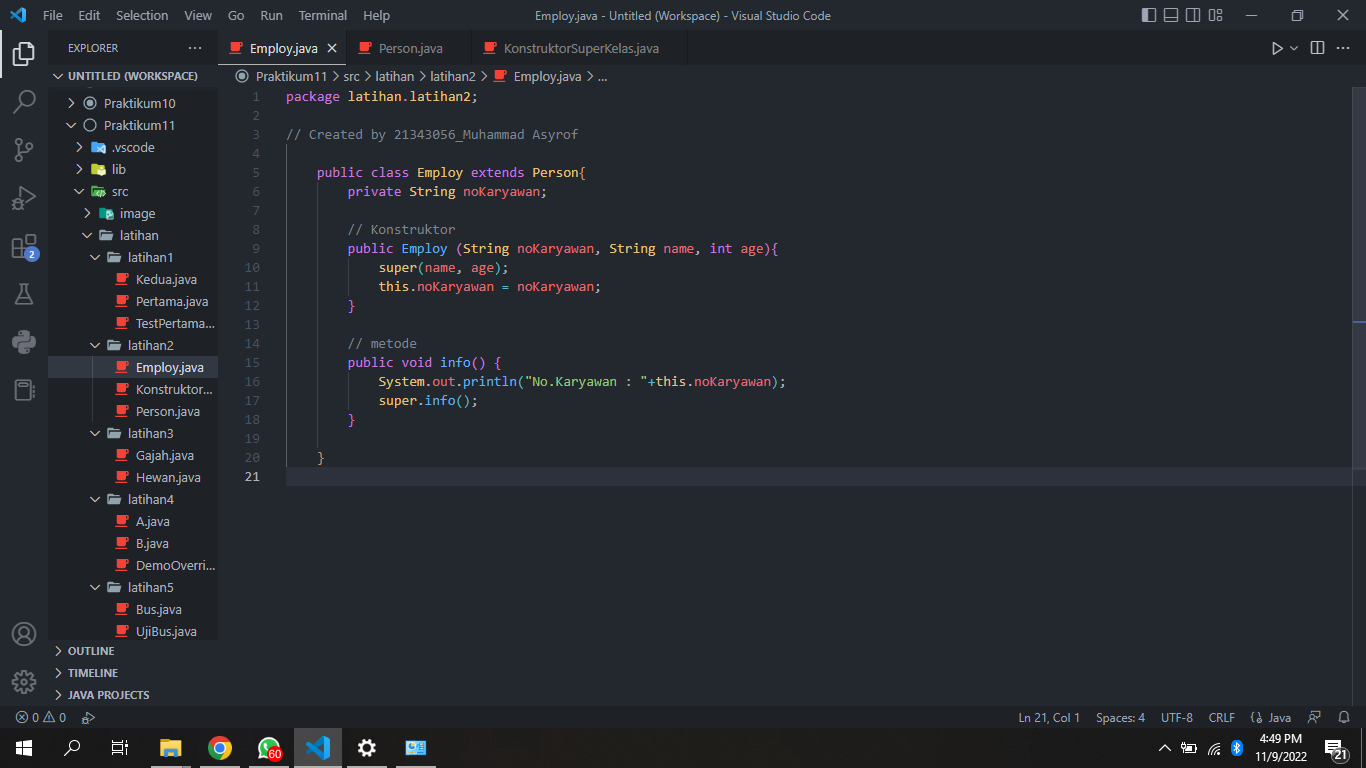 File Edit Selection View Go Run Terminal Help
Employ.java - Untitled (Workspace) - Visual Studio Code
EXPLORER ...
Employ.java
Person.java
KonstruktorSuperKelas.java
UNTITLED (WORKSPACE)
Praktikum11 > src > latihan > latihan2 > Employ.java > ...
Praktikum10
Praktikum11
.vscode
lib
src
image
latihan
latihan1
Kedua.java
Pertama.java
TestPertama...
latihan2
Employ.java
Konstruktor...
Person.java
latihan3
Gajah.java
Hewan.java
latihan4
A.java
B.java
DemoOverri...
latihan5
Bus.java
UjiBus.java
OUTLINE
TIMELINE
JAVA PROJECTS
2
1 package latihan.latihan2;
2
3 // Created by 21343056_Muhammad Asyrof
4
5 public class Employ extends Person{
6 private String noKaryawan;
7
8 // Konstruktor
9 public Employ (String noKaryawan, String name, int age){
10 super(name, age);
11 this.noKaryawan = noKaryawan;
12 }
13
14 // metode
15 public void info() {
16 System.out.println("No.Karyawan : "+this.noKaryawan);
17 super.info();
18 }
19
20 }
21
0 0
Ln 21, Col 1 Spaces: 4 UTF-8 CRLF {} Java
60
4:49 PM
11/9/2022
21